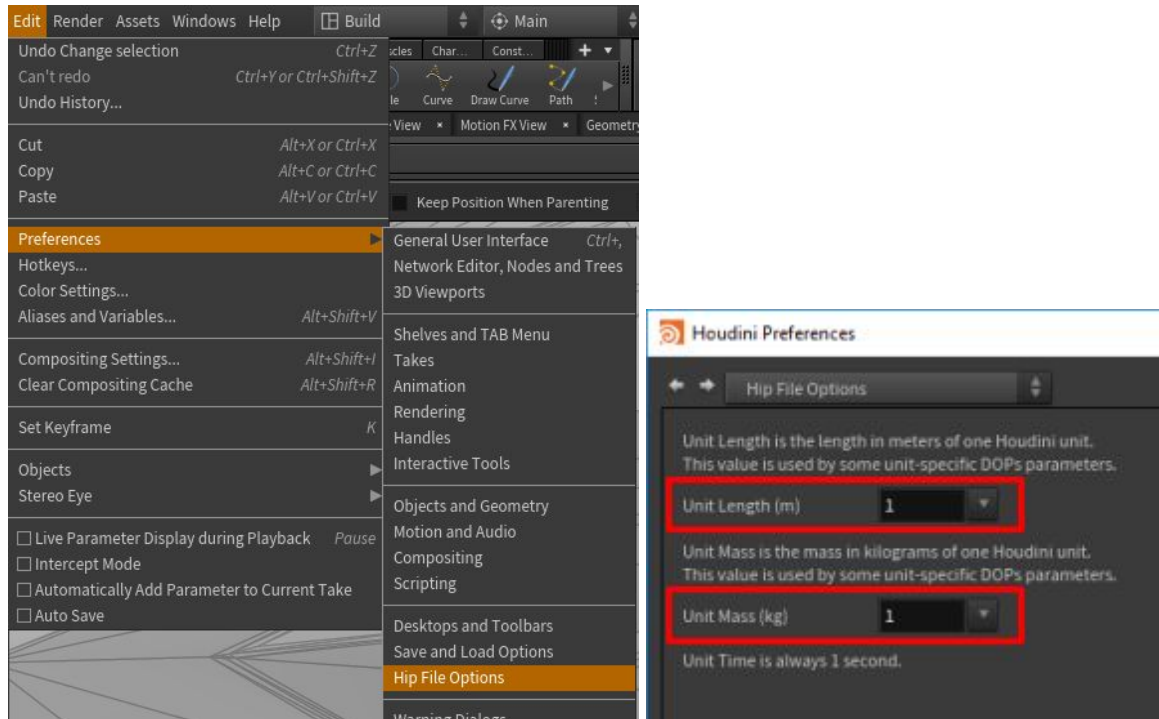 Edit Render Assets Windows Help Build Main
Undo Change selection Ctrl+Z
Can't redo Ctrl+Y or Ctrl+Shift+Z
Undo History...
Cut Alt+X or Ctrl+X
Copy Alt+C or Ctrl+C
Paste Alt+V or Ctrl+V
Preferences
Hotkeys...
Color Settings...
Aliases and Variables... Alt+Shift+V
Compositing Settings... Alt+Shift+I
Clear Compositing Cache Alt+Shift+R
Set Keyframe K
Objects
Stereo Eye
Live Parameter Display during Playback Pause
Intercept Mode
Automatically Add Parameter to Current Take
Auto Save
Char... Const...
Curve Draw Curve Path
View Motion FX View
Keep Position When Parenting
General User Interface Ctrl+,
Network Editor, Nodes and Trees
3D Viewports
Shelves and TAB Menu
Takes
Animation
Rendering
Handles
Interactive Tools
Objects and Geometry
Motion and Audio
Compositing
Scripting
Desktops and Toolbars
Save and Load Options
Hip File Options
Houdini Preferences
Hip File Options
Unit Length is the length in meters of one Houdini unit.
This value is used by some unit-specific DOPs parameters.
Unit Length (m) 1
Unit Mass is the mass in kilograms of one Houdini unit.
This value is used by some unit-specific DOPs parameters.
Unit Mass (kg) 1
Unit Time is always 1 second.